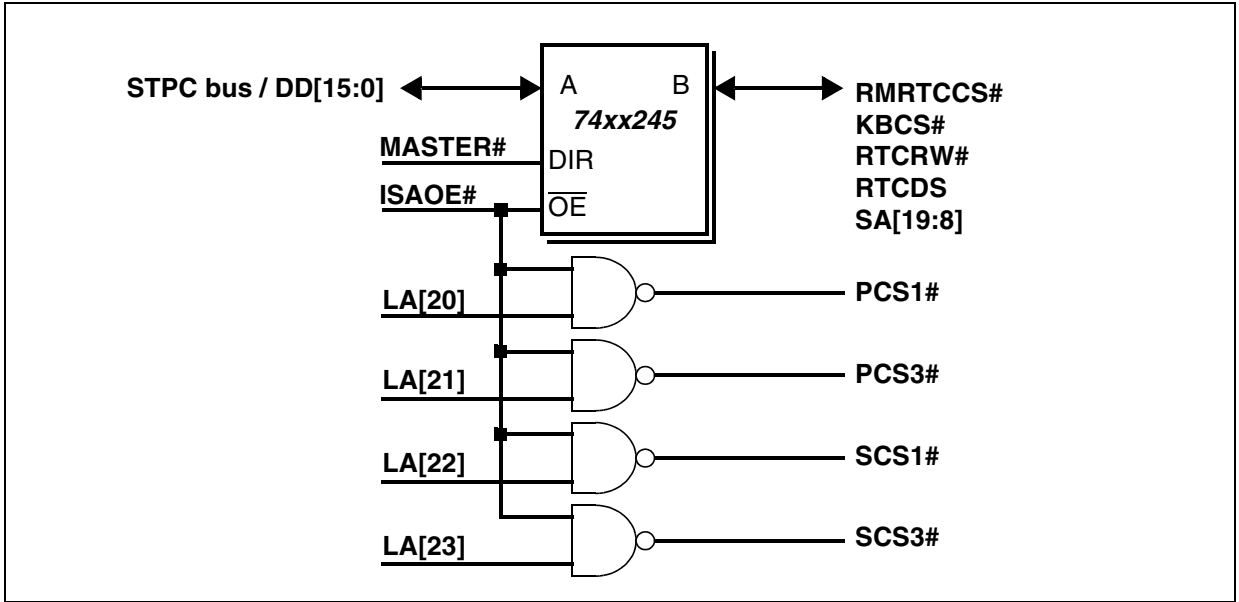 STPC bus / DD[15:0]
A
B
74xx245
MASTER#
DIR
ISAOE#
OE
RMRTCCS#
KBCS#
RTCRW#
RTCDS
SA[19:8]
LA[20]
PCS1#
LA[21]
PCS3#
LA[22]
SCS1#
LA[23]
SCS3#